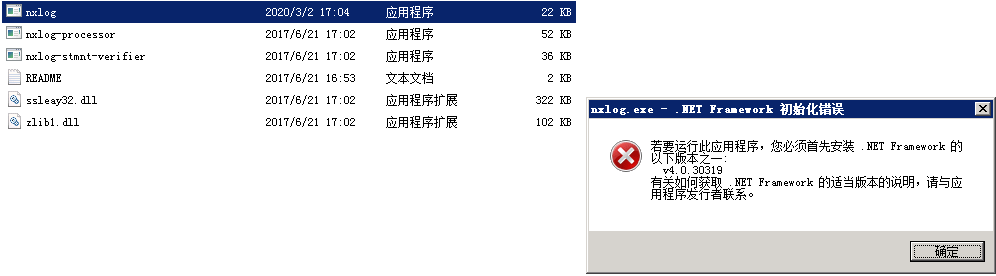 nxlog 2020/3/2 17:04 应用程序 22 KB
nxlog-processor 2017/6/21 17:02 应用程序 52 KB
nxlog-stmnt-verifier 2017/6/21 17:02 应用程序 36 KB
README 2017/6/21 16:53 文本文档 2 KB
ssleay32.dll 2017/6/21 17:02 应用程序扩展 322 KB
zlib1.dll 2017/6/21 17:02 应用程序扩展 102 KB
nxlog.exe - .NET Framework 初始化错误
若要运行此应用程序，您必须首先安装 .NET Framework 的
以下版本之一:
v4.0.30319
有关如何获取 .NET Framework 的适当版本的说明，请与应
用程序发行者联系。
确定